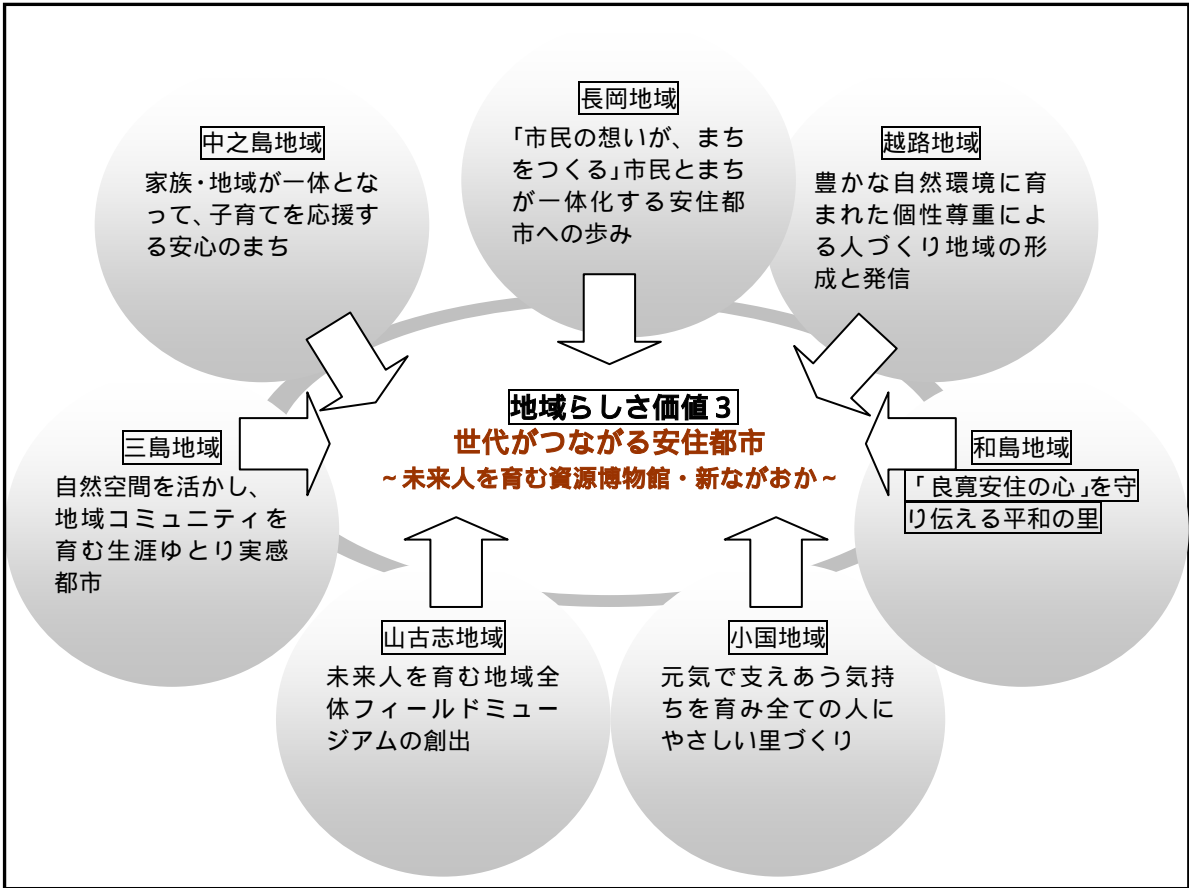 長岡地域
「市民の想いが、まち
をつくる」市民とまち
が一体化する安住都
市への歩み
中之島地域
家族・地域が一体とな
って、子育てを応援す
る安心のまち
越路地域
豊かな自然環境に育
まれた個性尊重によ
る人づくり地域の形
成と発信
地域らしさ価値3
世代がつながる安住都市
~未来人を育む資源博物館・新ながおか~
三島地域
自然空間を活かし、
地域コミュニティを
育む生涯ゆとり実感
都市
和島地域
「良寛安住の心」を守
り伝える平和の里
山古志地域
未来人を育む地域全
体フィールドミュー
ジアムの創出
小国地域
元気で支えあう気持
ちを育み全ての人に
やさしい里づくり